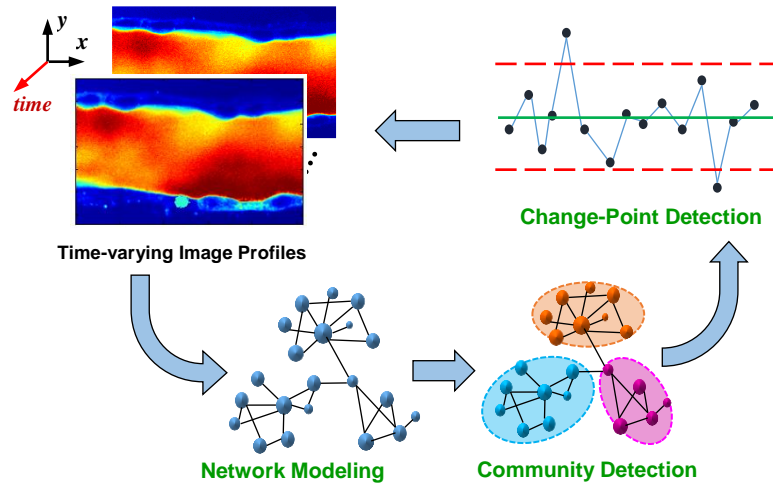 y
x
time
Change-Point Detection
Time-varying Image Profiles
Network Modeling
Community Detection